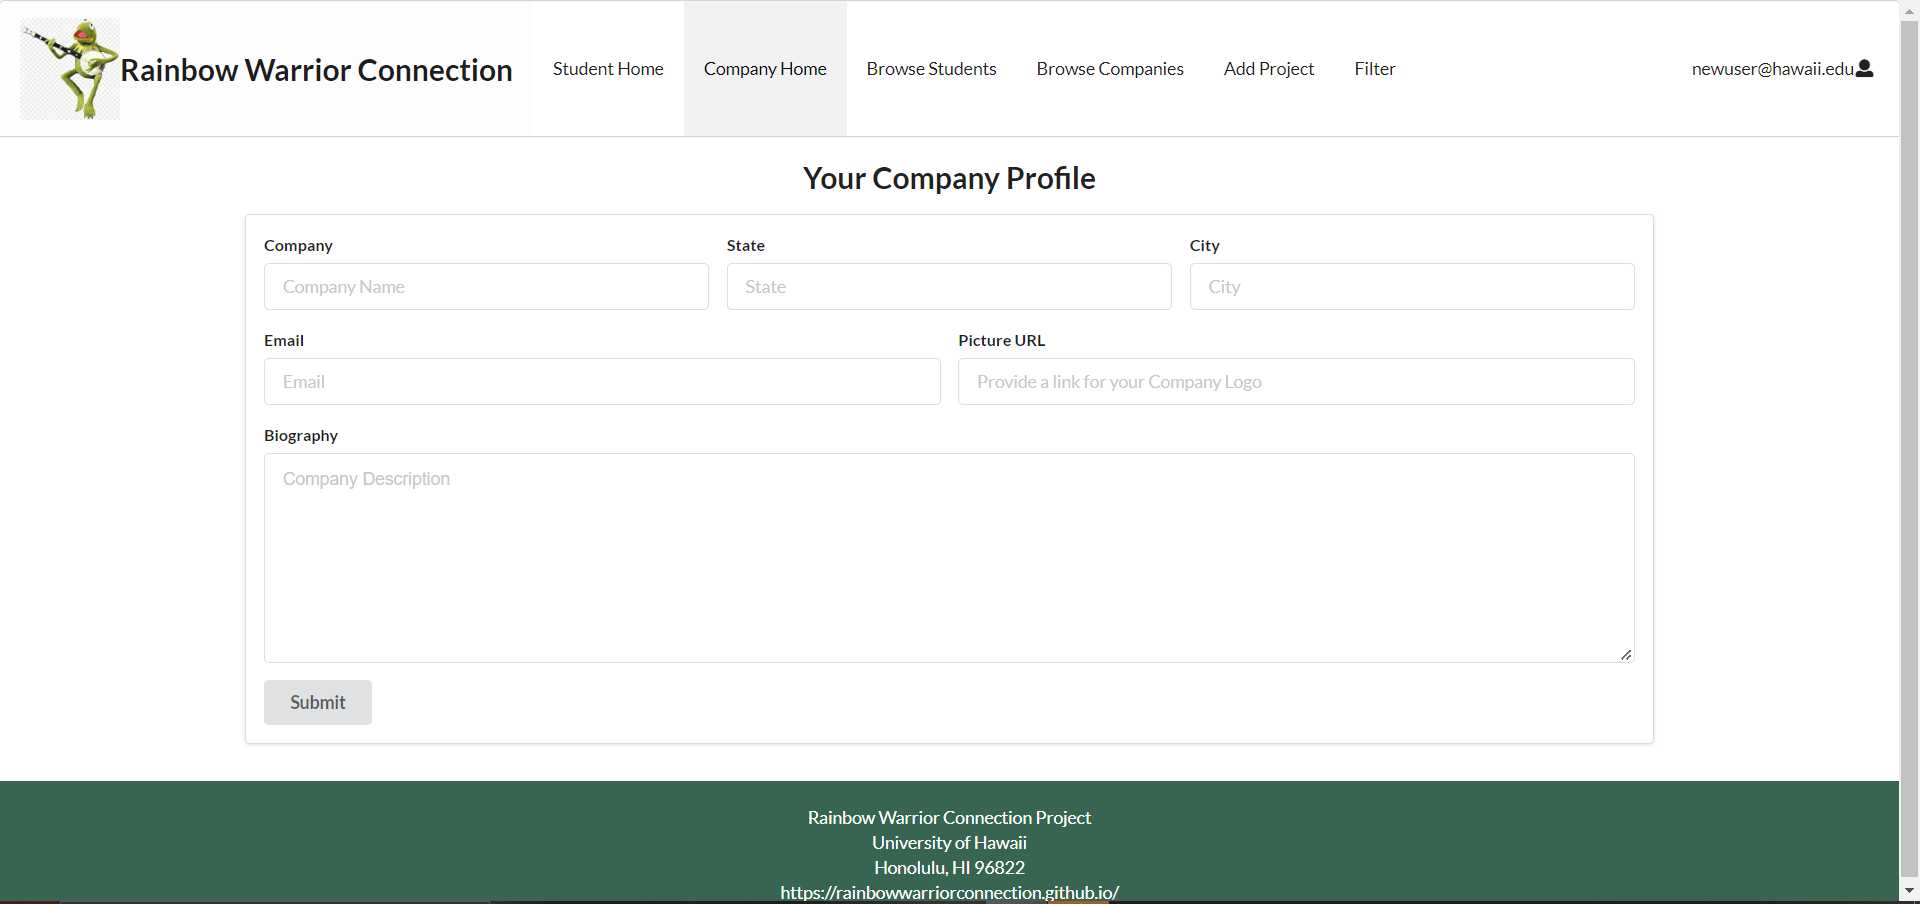 Rainbow Warrior Connection Student Home Company Home Browse Students Browse Companies Add Project Filter newuser@hawaii.edu
Your Company Profile
Company State City
Company Name State City
Email Picture URL
Email Provide a link for your Company Logo
Biography
Company Description
Submit
Rainbow Warrior Connection Project
University of Hawaii
Honolulu, HI 96822
https://rainbowwarriorconnection.github.io/